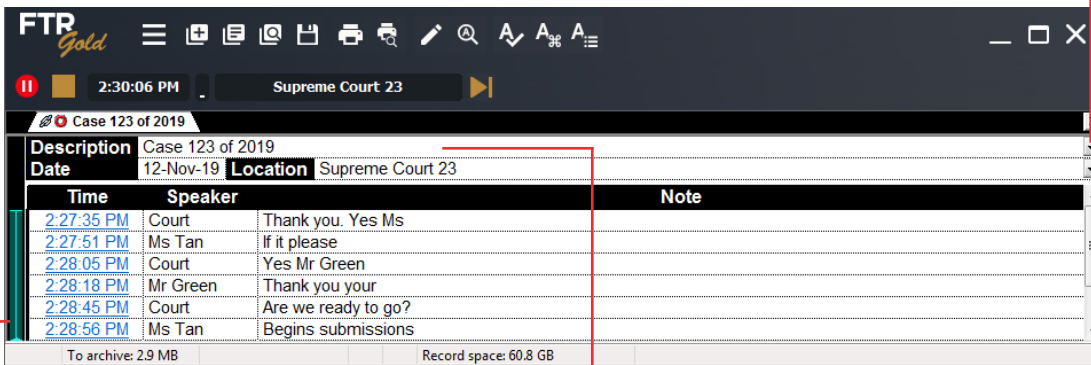 FTR
Gold
2:30:06 PM - Supreme Court 23
Case 123 of 2019
Description Case 123 of 2019
Date 12-Nov-19 Location Supreme Court 23
Time Speaker Note
2:27:35 PM Court Thank you. Yes Ms
2:27:51 PM Ms Tan If it please
2:28:05 PM Court Yes Mr Green
2:28:18 PM Mr Green Thank you your
2:28:45 PM Court Are we ready to go?
2:28:56 PM Ms Tan Begins submissions
To archive: 2.9 MB Record space: 60.8 GB